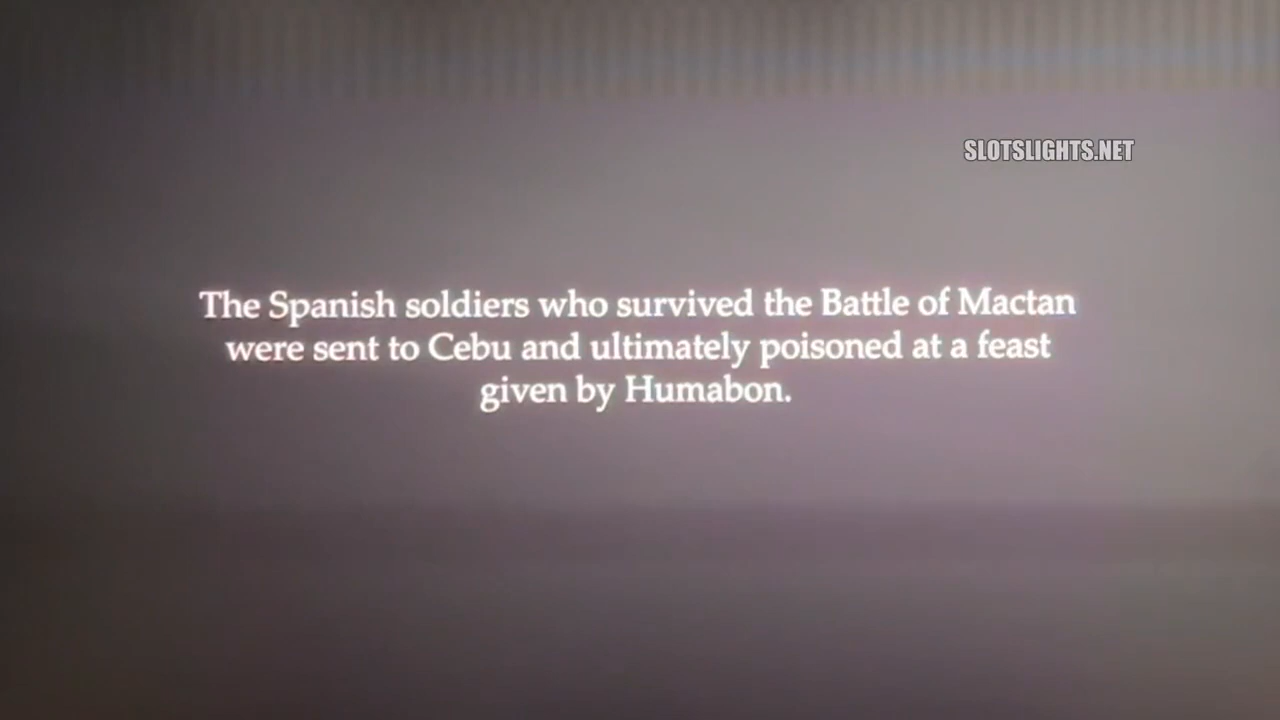 SLOTSLIGHTS.NET
The Spanish soldiers who survived the Battle of Mactan
were sent to Cebu and ultimately poisoned at a feast
given by Humabon.